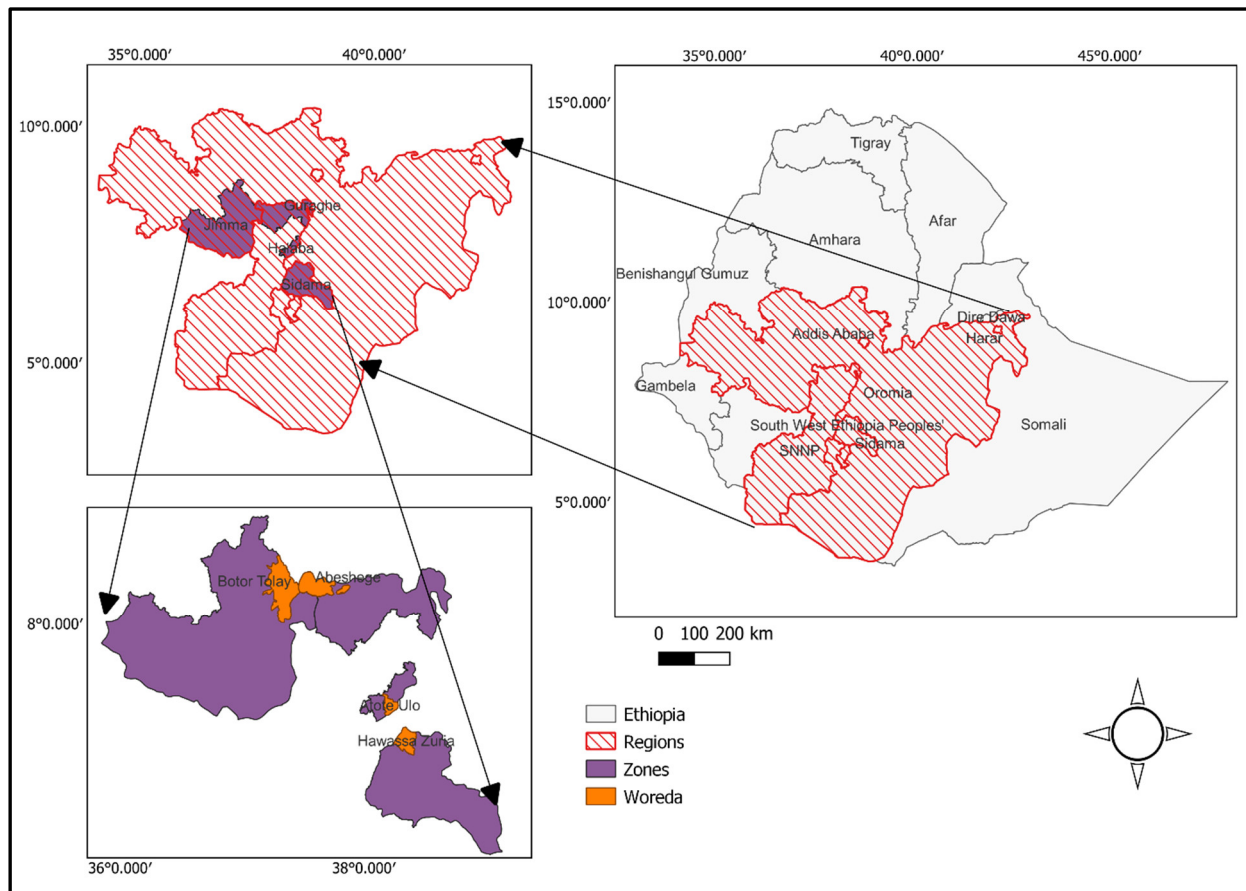 35°0.000′ 40°0.000′
10°0.000′
5°0.000′
Guraghe
Jimma
Halaba
Sidama
35°0.000′ 40°0.000′ 45°0.000′
15°0.000′
10°0.000′
5°0.000′
Tigray
Afar
Amhara
Benishangul Gumuz
Dire Dawa
Addis Ababa
Harar
Gambela
Oromia
South West Ethiopia Peoples'
Somali
Sidama
SNNP
8°0.000′
36°0.000′ 38°0.000′
Botor Tolay
Abeshoge
Atote Ulo
Hawassa Zuria
0 100 200 km
Ethiopia
Regions
Zones
Woreda